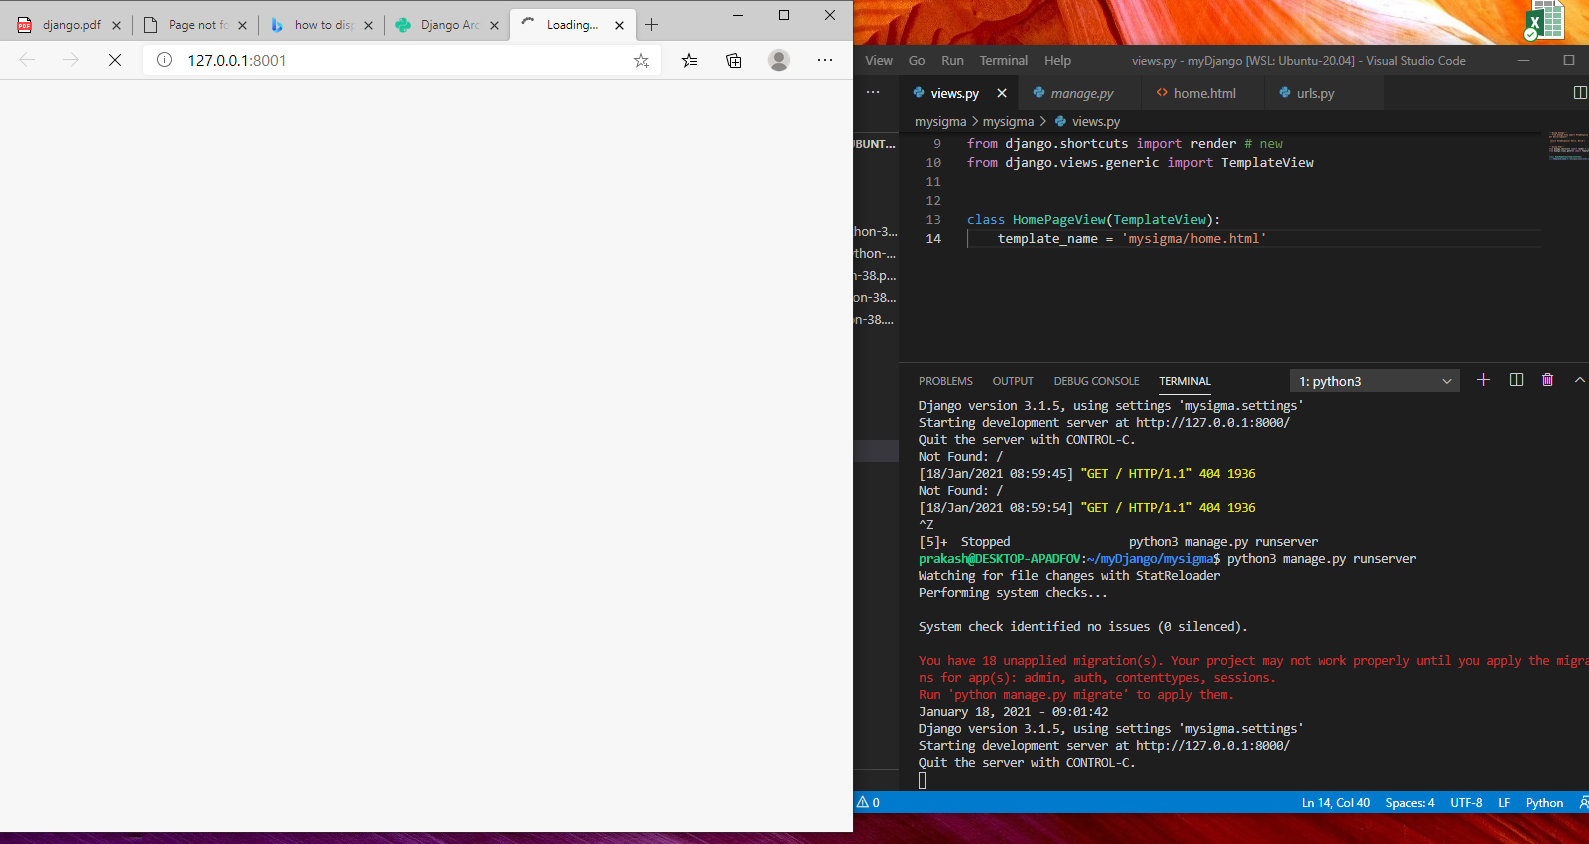 django.pdf
Page not fo
how to disp
Django Arc
Loading...
127.0.0.1:8001
View Go Run Terminal Help
views.py - myDjango [WSL: Ubuntu-20.04] - Visual Studio Code
views.py
manage.py
home.html
urls.py
mysigma > mysigma > views.py
UBUNT...
hon-3...
ython-...
n-38.p...
on-38...
on-38....
9 from django.shortcuts import render # new
10 from django.views.generic import TemplateView
11
12
13 class HomePageView(TemplateView):
14 template_name = 'mysigma/home.html'
PROBLEMS OUTPUT DEBUG CONSOLE TERMINAL
1: python3
Django version 3.1.5, using settings 'mysigma.settings'
Starting development server at http://127.0.0.1:8000/
Quit the server with CONTROL-C.
Not Found: /
[18/Jan/2021 08:59:45] "GET / HTTP/1.1" 404 1936
Not Found: /
[18/Jan/2021 08:59:54] "GET / HTTP/1.1" 404 1936
^Z
[5]+ Stopped python3 manage.py runserver
prakash@DESKTOP-APADFOV:~/myDjango/mysigma$ python3 manage.py runserver
Watching for file changes with StatReloader
Performing system checks...
System check identified no issues (0 silenced).
You have 18 unapplied migration(s). Your project may not work properly until you apply the migra
ns for app(s): admin, auth, contenttypes, sessions.
Run 'python manage.py migrate' to apply them.
January 18, 2021 - 09:01:42
Django version 3.1.5, using settings 'mysigma.settings'
Starting development server at http://127.0.0.1:8000/
Quit the server with CONTROL-C.
0
Ln 14, Col 40 Spaces: 4 UTF-8 LF Python